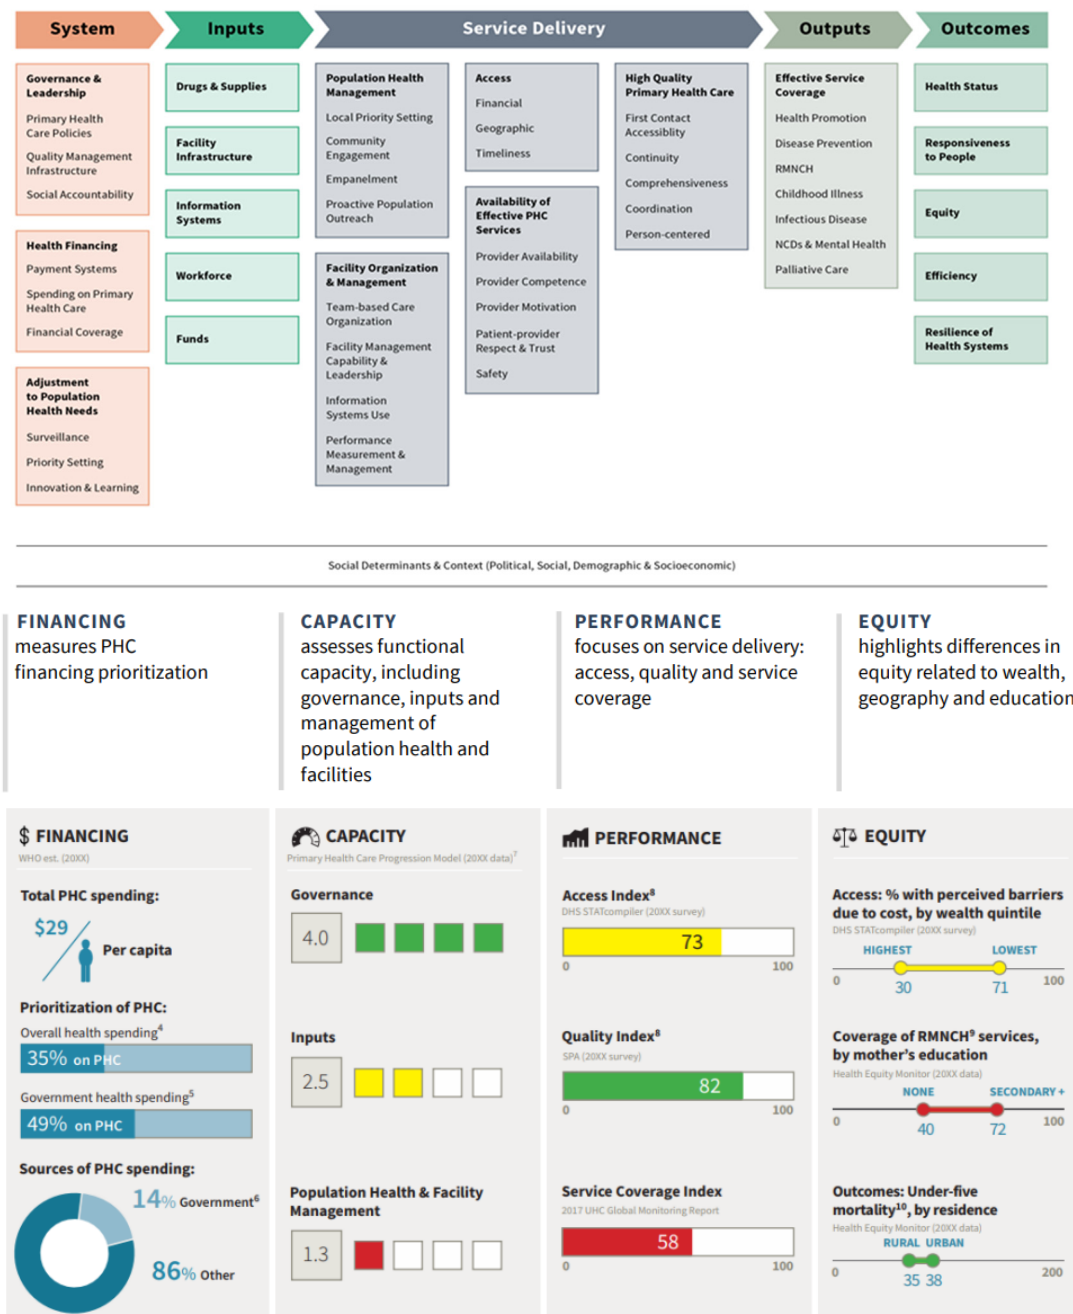 System
Inputs
Service Delivery
Outputs
Outcomes
Governance &
Leadership
Primary Health
Care Policies
Quality Management
Infrastructure
Social Accountability
Health Financing
Payment Systems
Spending on Primary
Health Care
Financial Coverage
Adjustment
to Population
Health Needs
Surveillance
Priority Setting
Innovation & Learning
Drugs & Supplies
Facility
Infrastructure
Information
Systems
Workforce
Funds
Population Health
Management
Local Priority Setting
Community
Engagement
Empanelment
Proactive Population
Outreach
Facility Organization
& Management
Team-based Care
Organization
Facility Management
Capability &
Leadership
Information
Systems Use
Performance
Measurement &
Management
Access
Financial
Geographic
Timeliness
Availability of
Effective PHC
Services
Provider Availability
Provider Competence
Provider Motivation
Patient-provider
Respect & Trust
Safety
High Quality
Primary Health Care
First Contact
Accessiblity
Continuity
Comprehensiveness
Coordination
Person-centered
Effective Service
Coverage
Health Promotion
Disease Prevention
RMNCH
Childhood Illness
Infectious Disease
NCDs & Mental Health
Palliative Care
Health Status
Responsiveness
to People
Equity
Efficiency
Resilience of
Health Systems
Social Determinants & Context (Political, Social, Demographic & Socioeconomic)
FINANCING
measures PHC
financing prioritization
CAPACITY
assesses functional
capacity, including
governance, inputs and
management of
population health and
facilities
PERFORMANCE
focuses on service delivery:
access, quality and service
coverage
EQUITY
highlights differences in
equity related to wealth,
geography and education
$ FINANCING
WHO est. (20XX)
Total PHC spending:
$29
Per capita
Prioritization of PHC:
Overall health spending4
35% on PHC
Government health spending5
49% on PHC
Sources of PHC spending:
14% Government6
86% Other
CAPACITY
Primary Health Care Progression Model (20XX data)7
Governance
4.0
Inputs
2.5
Population Health & Facility
Management
1.3
PERFORMANCE
Access Index8
DHS STATcompiler (20XX survey)
73
0 100
Quality Index8
SPA (20XX survey)
82
0 100
Service Coverage Index
2017 UHC Global Monitoring Report
58
0 100
EQUITY
Access: % with perceived barriers
due to cost, by wealth quintile
DHS STATcompiler (20XX survey)
HIGHEST LOWEST
0 100
30 71
Coverage of RMNCH9 services,
by mother's education
Health Equity Monitor (20XX data)
NONE SECONDARY +
0 100
40 72
Outcomes: Under-five
mortality10, by residence
Health Equity Monitor (20XX data)
RURAL URBAN
0 200
35 38